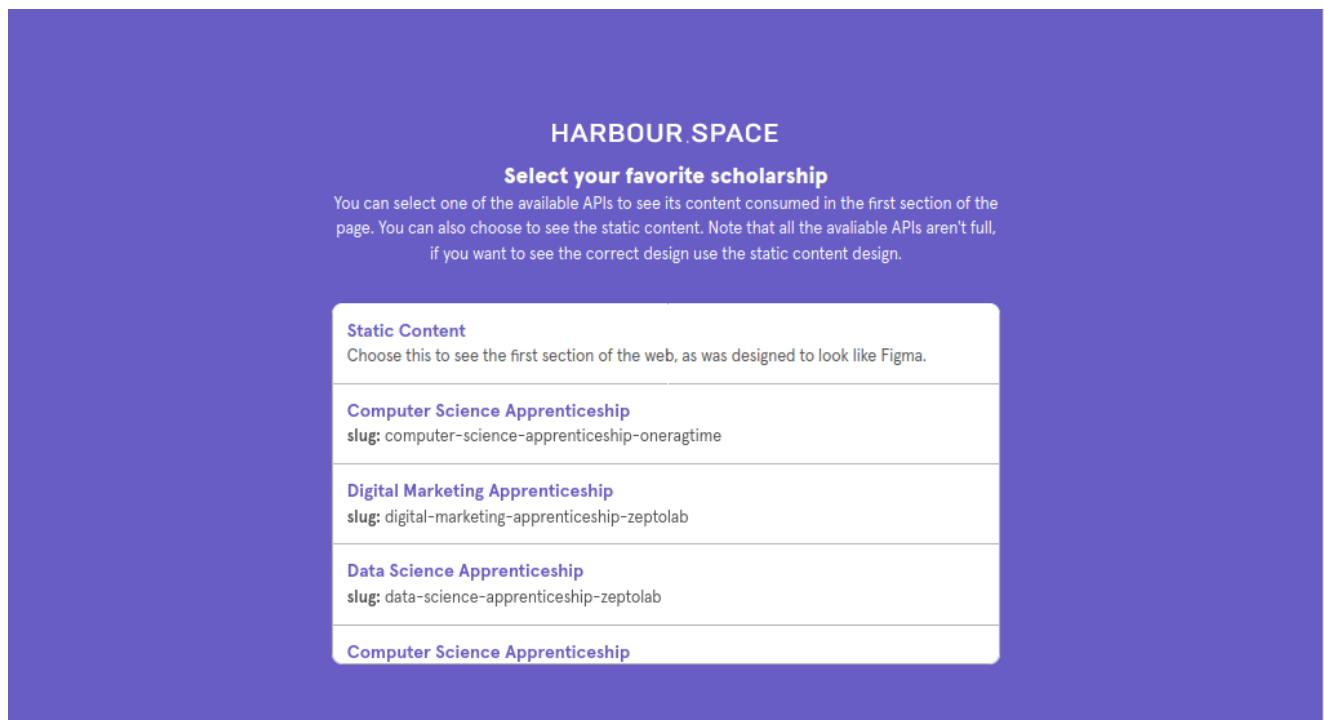 HARBOUR.SPACE
Select your favorite scholarship
You can select one of the available APIs to see its content consumed in the first section of the
page. You can also choose to see the static content. Note that all the avaliable APIs aren't full,
if you want to see the correct design use the static content design.
Static Content
Choose this to see the first section of the web, as was designed to look like Figma.
Computer Science Apprenticeship
slug: computer-science-apprenticeship-oneragtime
Digital Marketing Apprenticeship
slug: digital-marketing-apprenticeship-zeptolab
Data Science Apprenticeship
slug: data-science-apprenticeship-zeptolab
Computer Science Apprenticeship